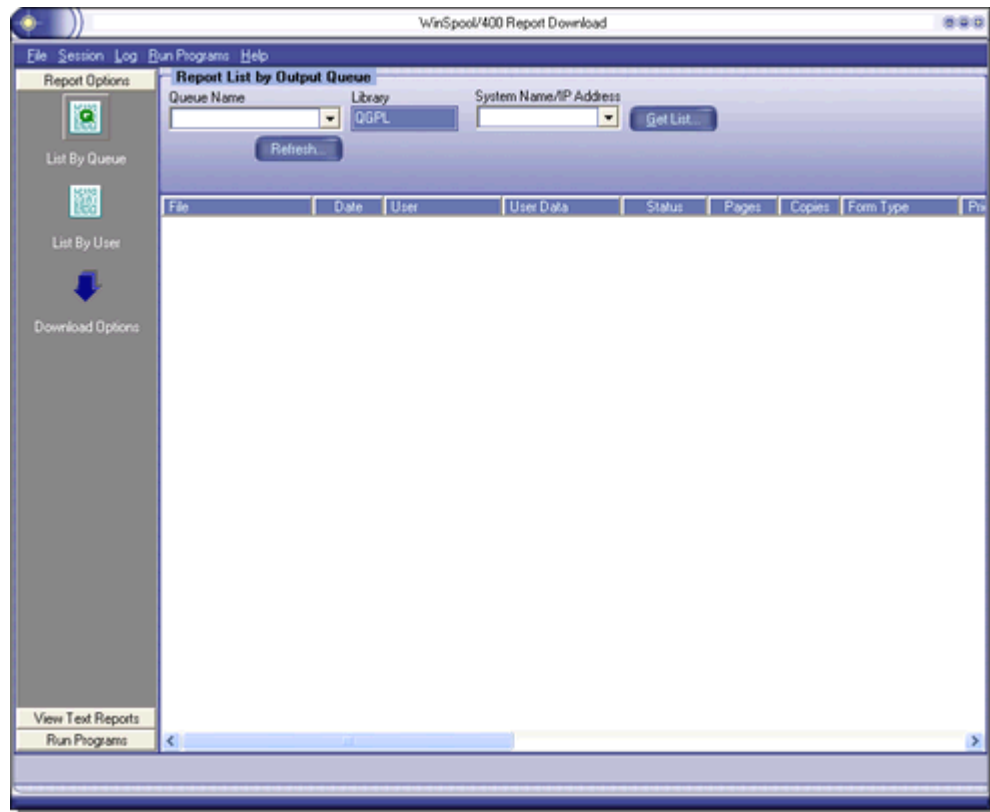 WinSpool/400 Report Download
File Session Log Run Programs Help
Report Options
List By Queue
List By User
Download Options
View Text Reports
Run Programs
Report List by Output Queue
Queue Name Library System Name/IP Address
QGPL Get List...
Refresh...
File Date User User Data Status Pages Copies Form Type Pri